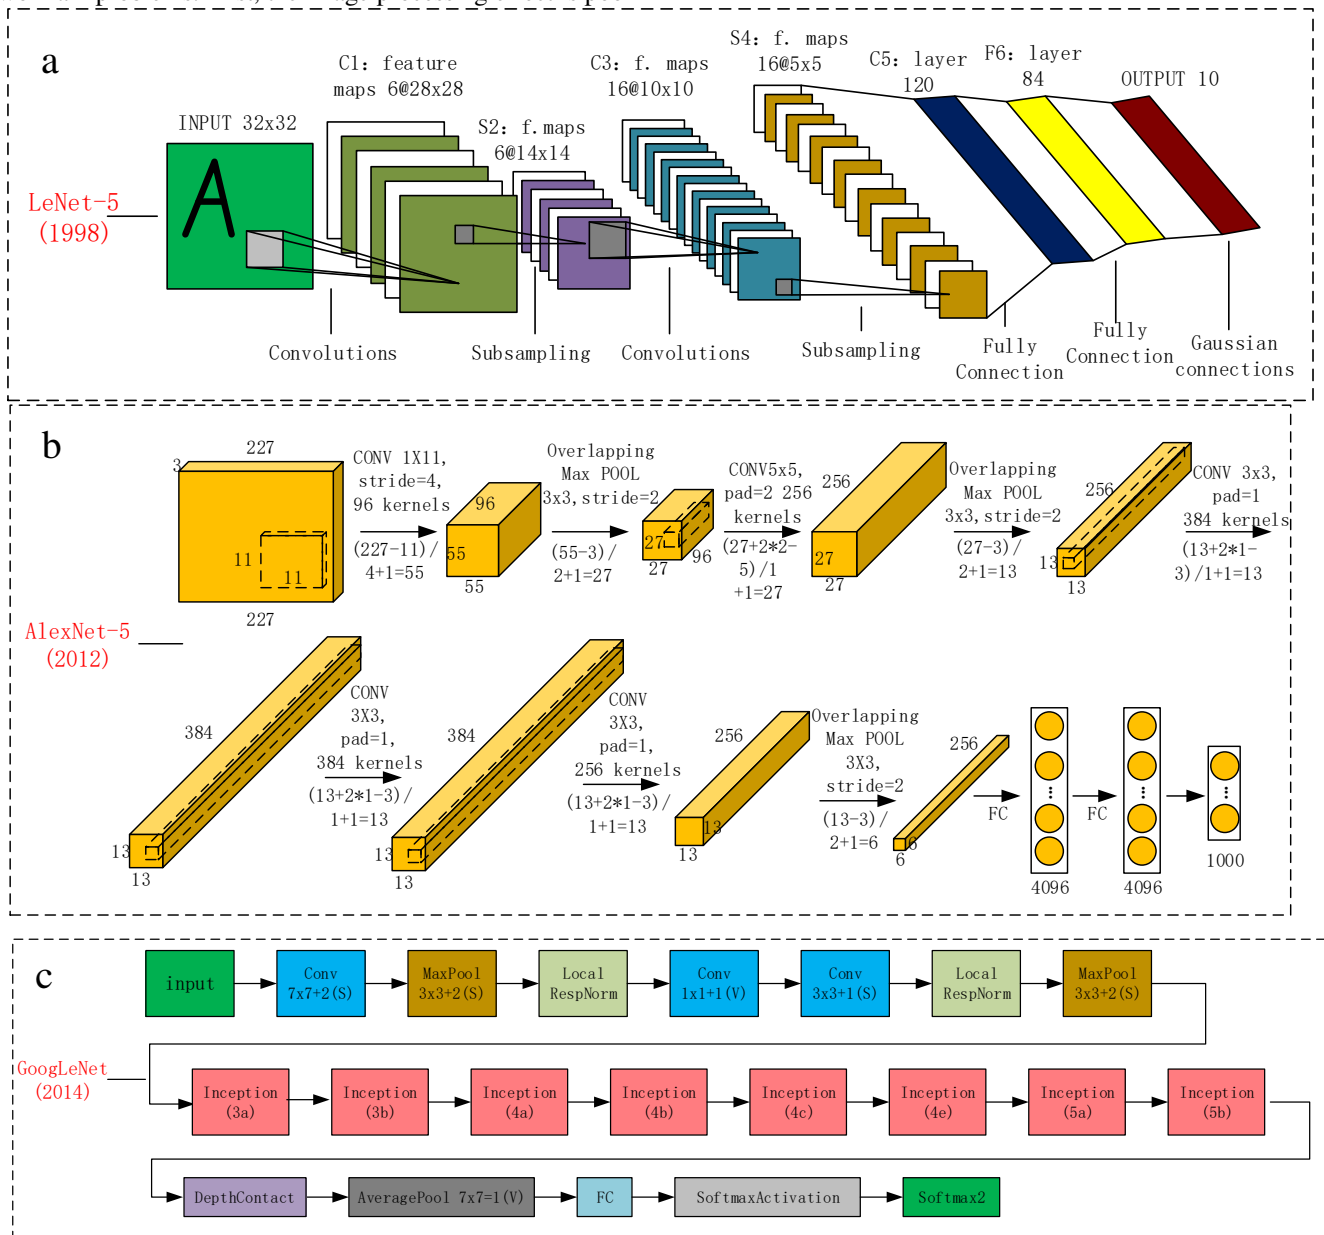 a
LeNet-5
(1998)
INPUT 32x32
C1: feature
maps 6@28x28
S2: f.maps
6@14x14
C3: f. maps
16@10x10
S4: f. maps
16@5x5
C5: layer
120
F6: layer
84
OUTPUT 10
A
Convolutions
Subsampling
Convolutions
Subsampling
Fully
Connection
Fully
Connection
Gaussian
connections
b
AlexNet-5
(2012)
227
3
11
11
227
CONV 1X11,
stride=4,
96 kernels
(227-11)/
4+1=55
96
55
55
Overlapping
Max POOL
3x3,stride=2
(55-3)/
2+1=27
27
96
27
CONV5x5,
pad=2 256
kernels
(27+2*2-
5)/1
+1=27
256
27
27
Overlapping
Max POOL
3x3,stride=2
(27-3)/
2+1=13
256
13
13
CONV 3x3,
pad=1
384 kernels
(13+2*1-
3)/1+1=13
384
13
13
CONV
3X3,
pad=1,
384 kernels
(13+2*1-3)/
1+1=13
384
13
13
CONV
3X3,
pad=1,
256 kernels
(13+2*1-3)/
1+1=13
256
13
13
Overlapping
Max POOL
3X3,
stride=2
(13-3)/
2+1=6
256
6
6
FC
4096
FC
4096
1000
c
GoogLeNet
(2014)
input
Conv
7x7+2(S)
MaxPool
3x3+2(S)
Local
RespNorm
Conv
1x1+1(V)
Conv
3x3+1(S)
Local
RespNorm
MaxPool
3x3+2(S)
Inception
(3a)
Inception
(3b)
Inception
(4a)
Inception
(4b)
Inception
(4c)
Inception
(4e)
Inception
(5a)
Inception
(5b)
DepthContact
AveragePool 7x7=1(V)
FC
SoftmaxActivation
Softmax2